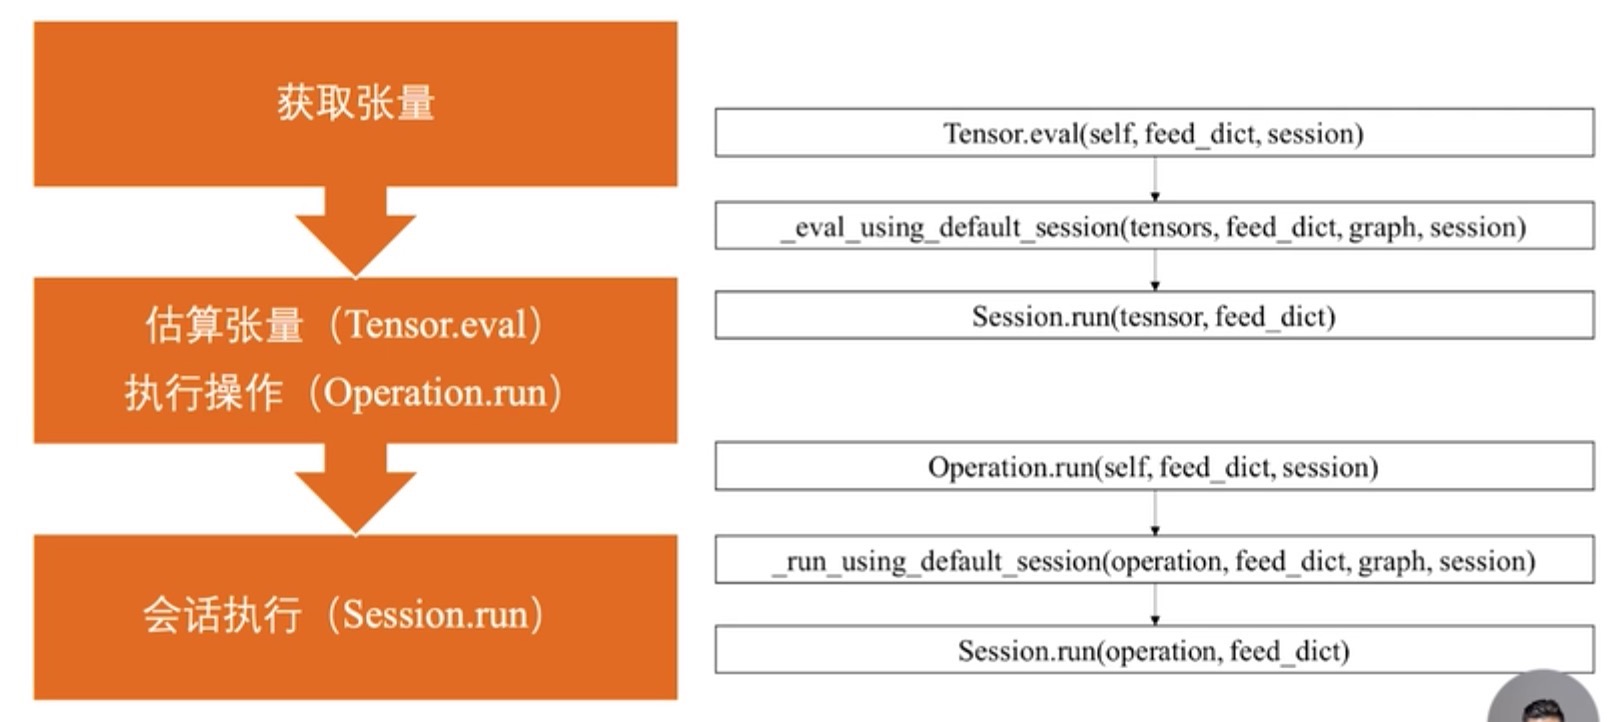 获取张量
估算张量（Tensor.eval）
执行操作（Operation.run）
会话执行（Session.run）
Tensor.eval(self, feed_dict, session)
_eval_using_default_session(tensors, feed_dict, graph, session)
Session.run(tesnsor, feed_dict)
Operation.run(self, feed_dict, session)
_run_using_default_session(operation, feed_dict, graph, session)
Session.run(operation, feed_dict)